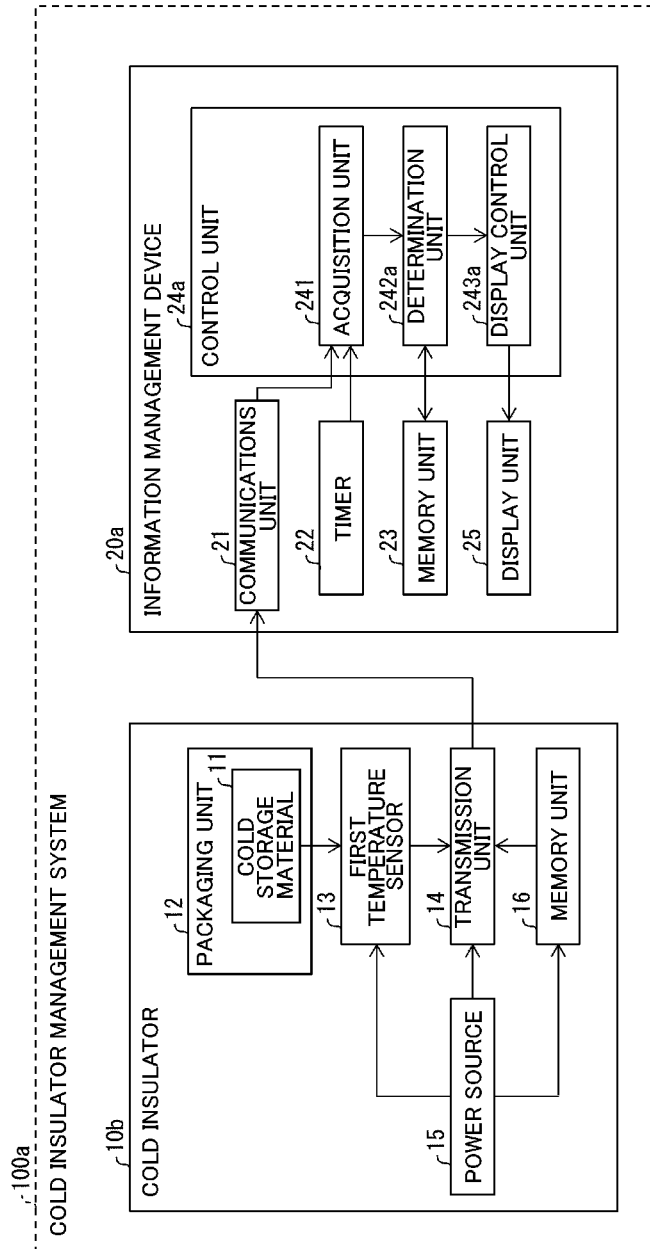 100a
COLD INSULATOR MANAGEMENT SYSTEM
10b
COLD INSULATOR
12
PACKAGING UNIT
11
COLD
STORAGE
MATERIAL
13
FIRST
TEMPERATURE
SENSOR
14
TRANSMISSION
UNIT
15
POWER SOURCE
16
MEMORY UNIT
20a
INFORMATION MANAGEMENT DEVICE
21
COMMUNICATIONS
UNIT
22
TIMER
23
MEMORY UNIT
25
DISPLAY UNIT
24a
CONTROL UNIT
241
ACQUISITION UNIT
242a
DETERMINATION
UNIT
243a
DISPLAY CONTROL
UNIT